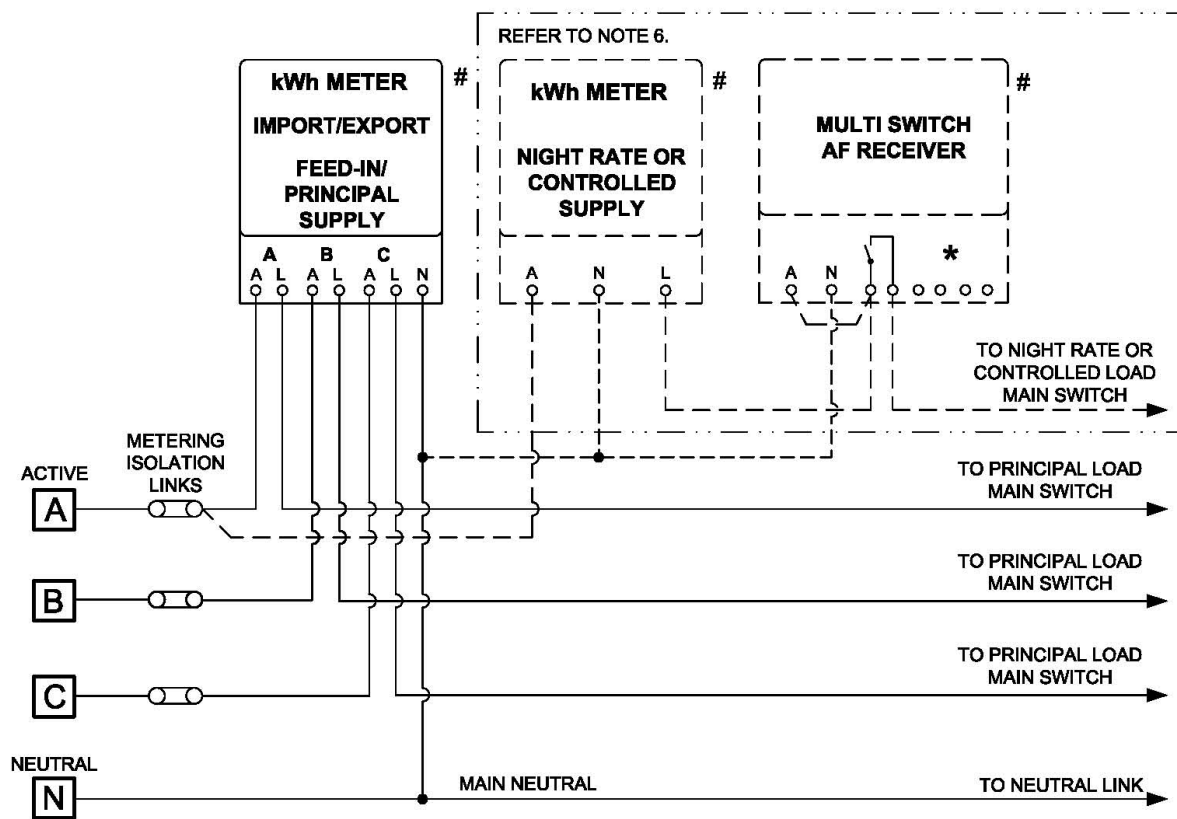 REFER TO NOTE 6.
kWh METER
IMPORT/EXPORT
FEED-IN/
PRINCIPAL
SUPPLY
#
A B C
A L A L A L N
kWh METER
NIGHT RATE OR
CONTROLLED
SUPPLY
#
A N L
MULTI SWITCH
AF RECEIVER
#
*
A N
TO NIGHT RATE OR
CONTROLLED LOAD
MAIN SWITCH
METERING
ISOLATION
LINKS
ACTIVE
A
TO PRINCIPAL LOAD
MAIN SWITCH
B
TO PRINCIPAL LOAD
MAIN SWITCH
C
TO PRINCIPAL LOAD
MAIN SWITCH
NEUTRAL
N
MAIN NEUTRAL
TO NEUTRAL LINK